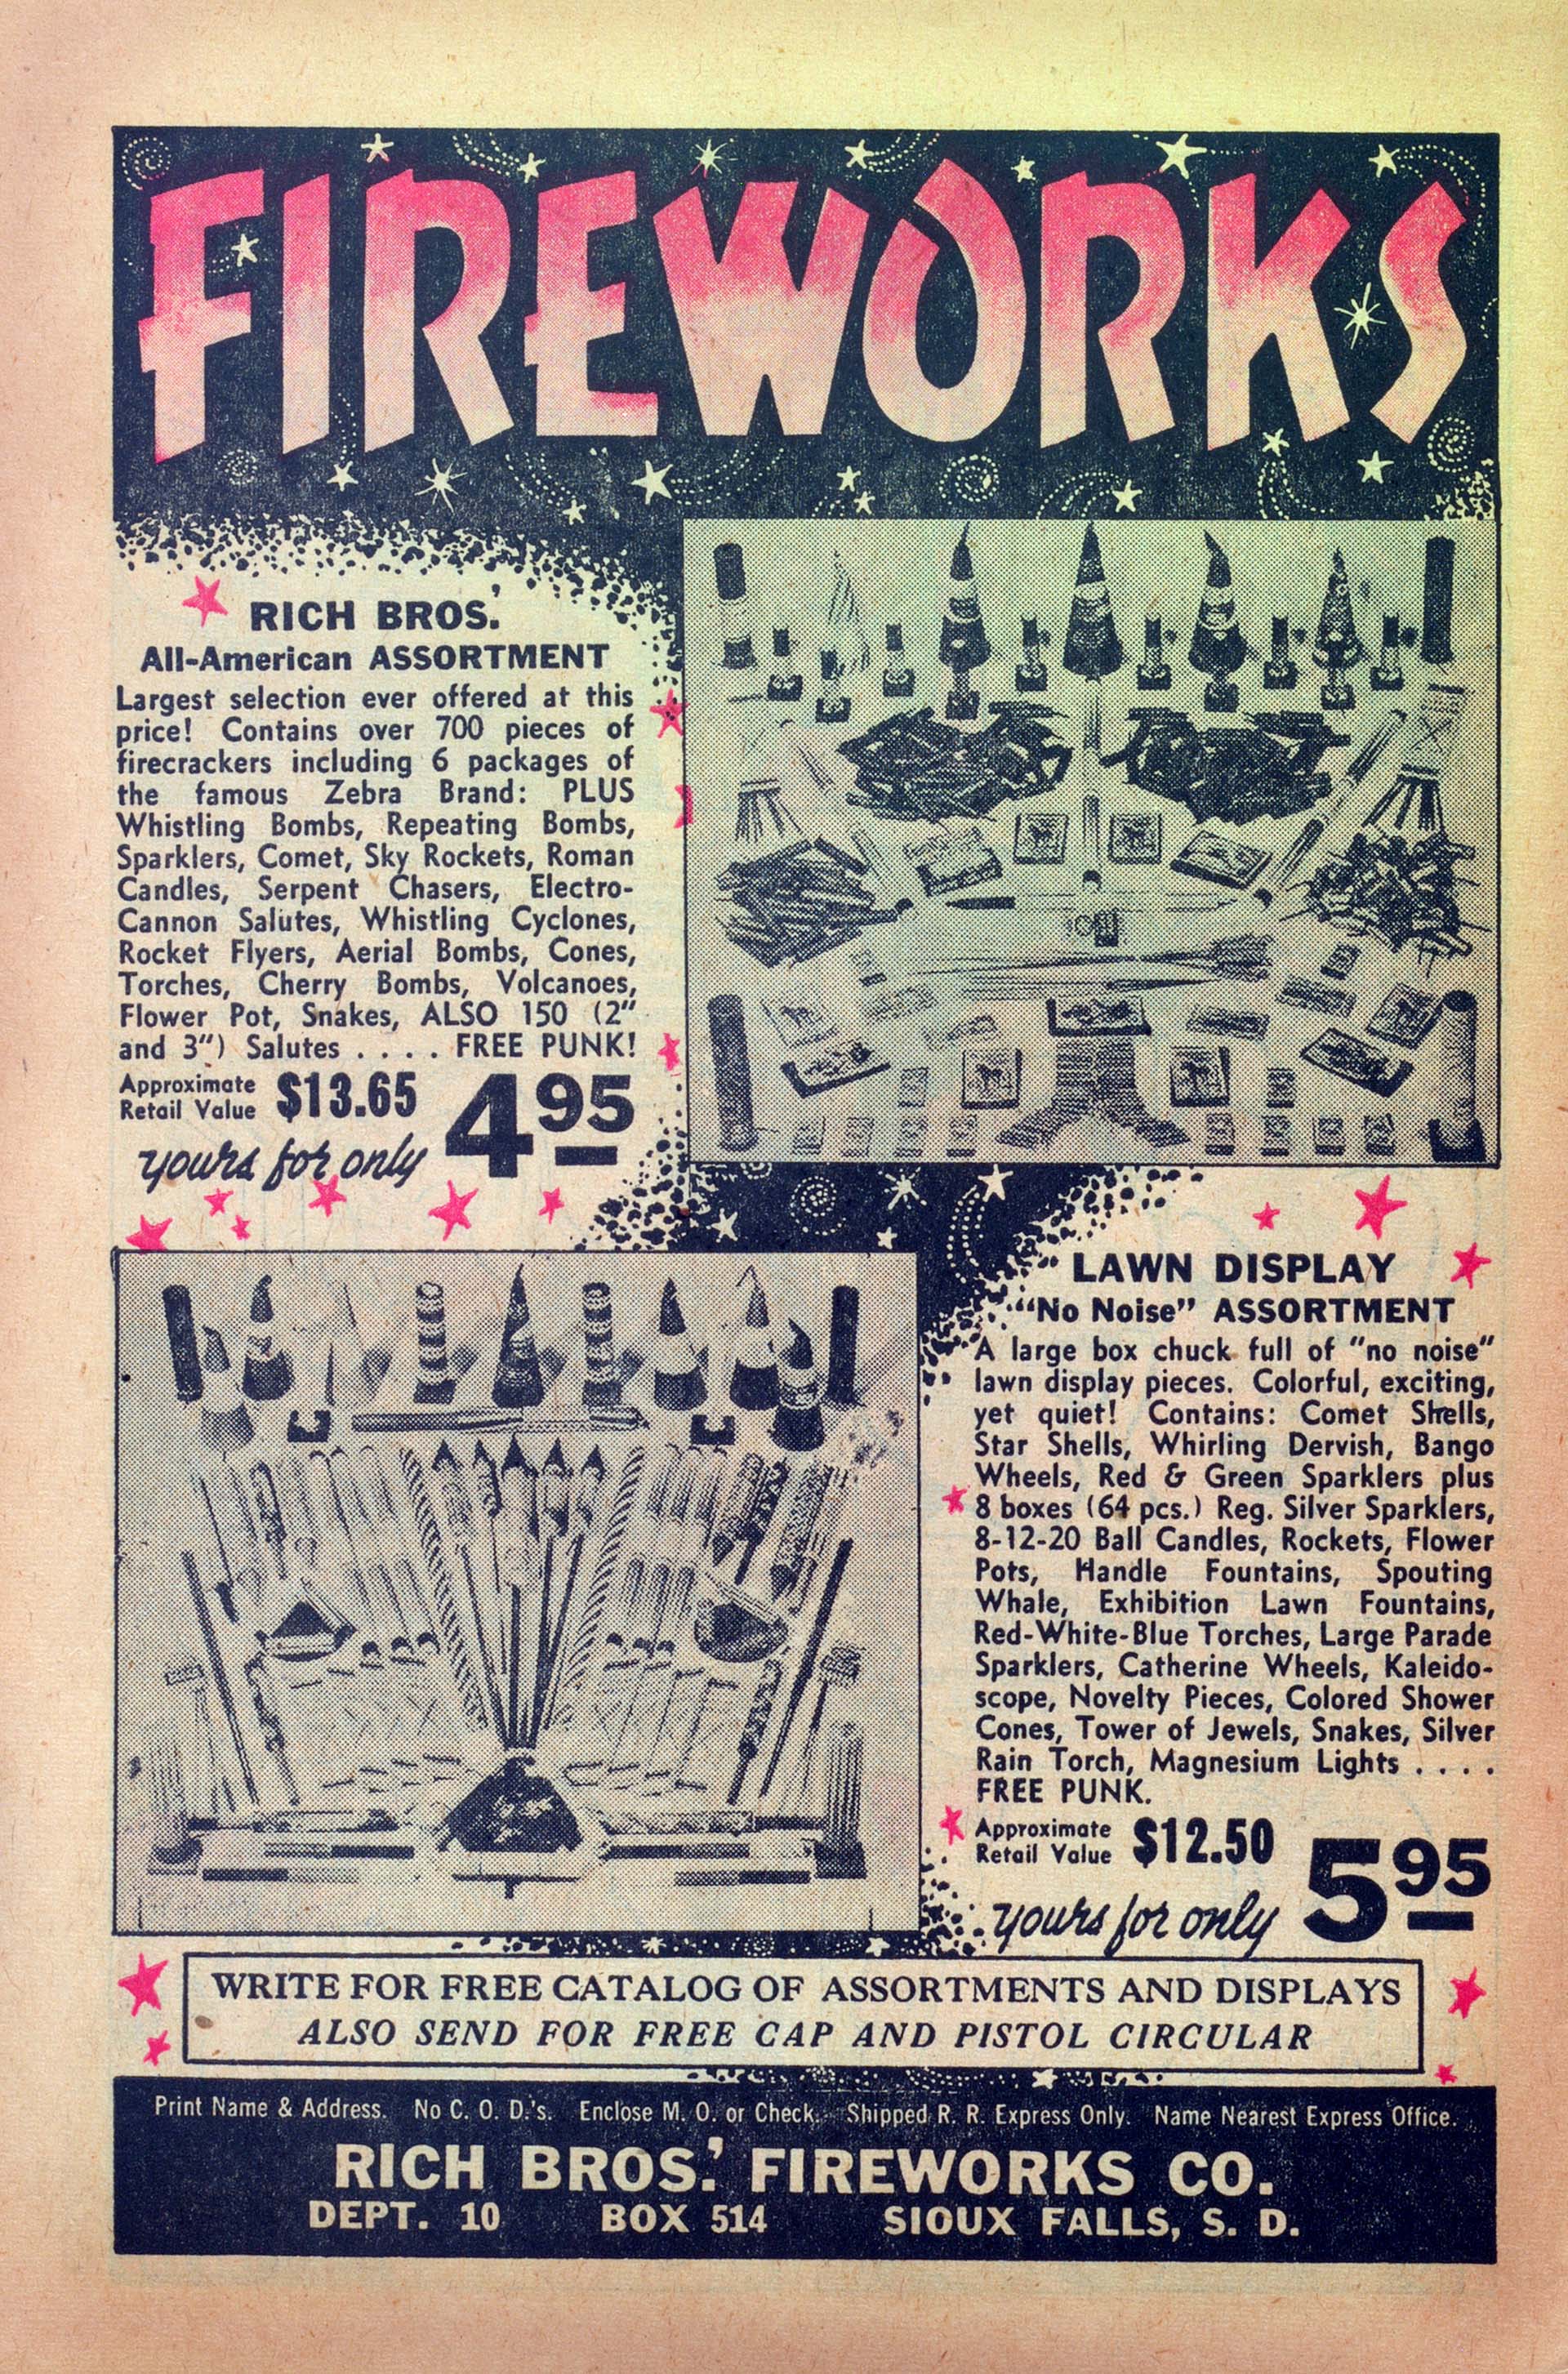 FIREWORKS
RICH BROS.'
All-American ASSORTMENT
Largest selection ever offered at this
price! Contains over 700 pieces of
firecrackers including 6 packages of
the famous Zebra Brand: PLUS
Whistling Bombs, Repeating Bombs,
Sparklers, Comet, Sky Rockets, Roman
Candles, Serpent Chasers, Electro-
Cannon Salutes, Whistling Cyclones,
Rocket Flyers, Aerial Bombs, Cones,
Torches, Cherry Bombs, Volcanoes,
Flower Pot, Snakes, ALSO 150 (2"
and 3") Salutes . . . . FREE PUNK!
Approximate
Retail Value $13.65
yours for only 4 95
LAWN DISPLAY
"No Noise" ASSORTMENT
A large box chuck full of "no noise"
lawn display pieces. Colorful, exciting,
yet quiet! Contains: Comet Shells,
Star Shells, Whirling Dervish, Bango
Wheels, Red & Green Sparklers plus
8 boxes (64 pcs.) Reg. Silver Sparklers,
8-12-20 Ball Candles, Rockets, Flower
Pots, Handle Fountains, Spouting
Whale, Exhibition Lawn Fountains,
Red-White-Blue Torches, Large Parade
Sparklers, Catherine Wheels, Kaleido-
scope, Novelty Pieces, Colored Shower
Cones, Tower of Jewels, Snakes, Silver
Rain Torch, Magnesium Lights . . . .
FREE PUNK.
Approximate
Retail Value $12.50
yours for only 5 95
WRITE FOR FREE CATALOG OF ASSORTMENTS AND DISPLAYS
ALSO SEND FOR FREE CAP AND PISTOL CIRCULAR
Print Name & Address. No C. O. D.'s. Enclose M. O. or Check. Shipped R. R. Express Only. Name Nearest Express Office.
RICH BROS.' FIREWORKS CO.
DEPT. 10 BOX 514 SIOUX FALLS, S. D.